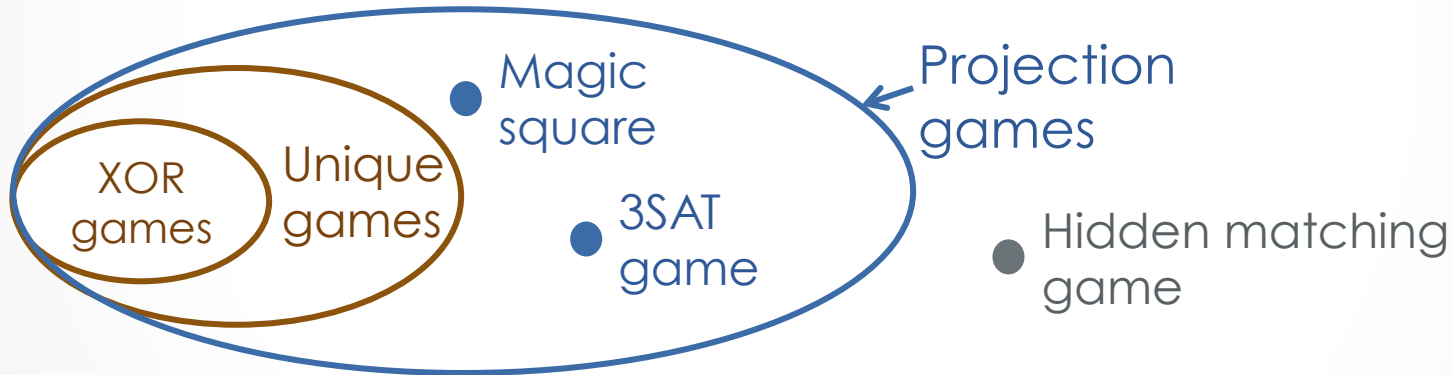 XOR
games
Unique
games
Magic
square
3SAT
game
Projection
games
Hidden matching
game